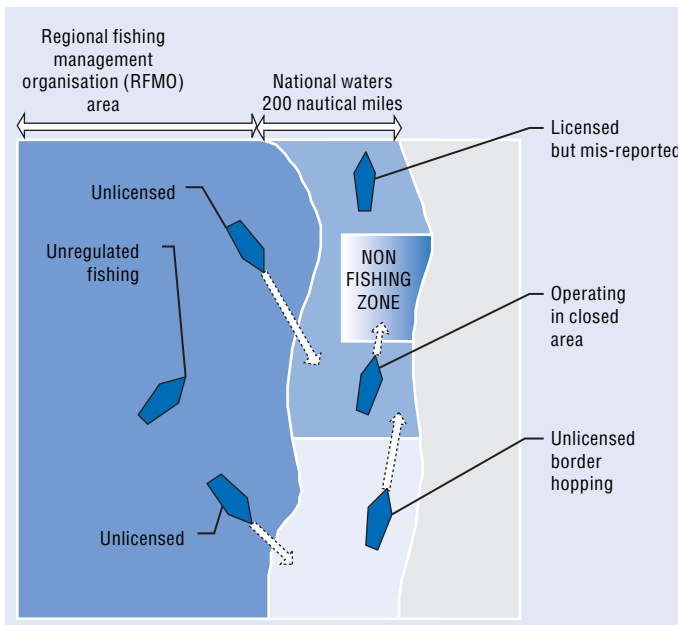 Regional fishing
management
organisation (RFMO)
area
National waters
200 nautical miles
Licensed
but mis-reported
Unlicensed
Unregulated
fishing
NON
FISHING
ZONE
Operating
in closed
area
Unlicensed
border
hopping
Unlicensed